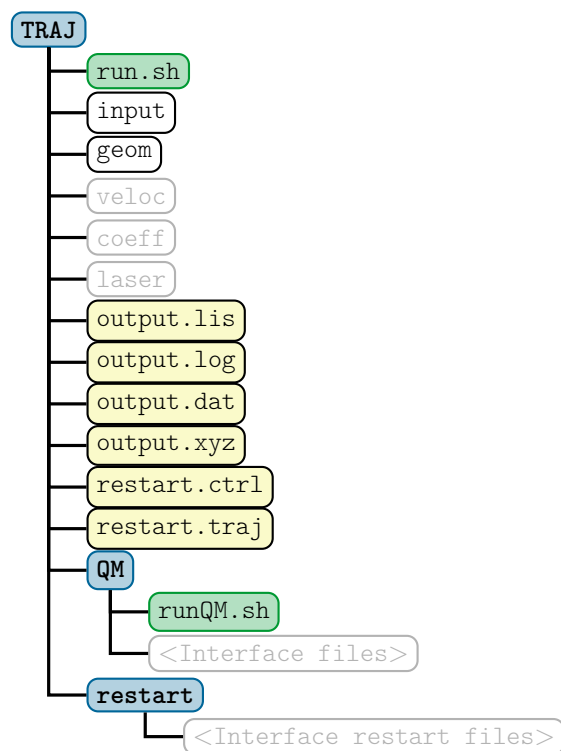 TRAJ
run.sh
input
geom
veloc
coeff
laser
output.lis
output.log
output.dat
output.xyz
restart.ctrl
restart.traj
QM
runQM.sh
<Interface files>
restart
<Interface restart files>